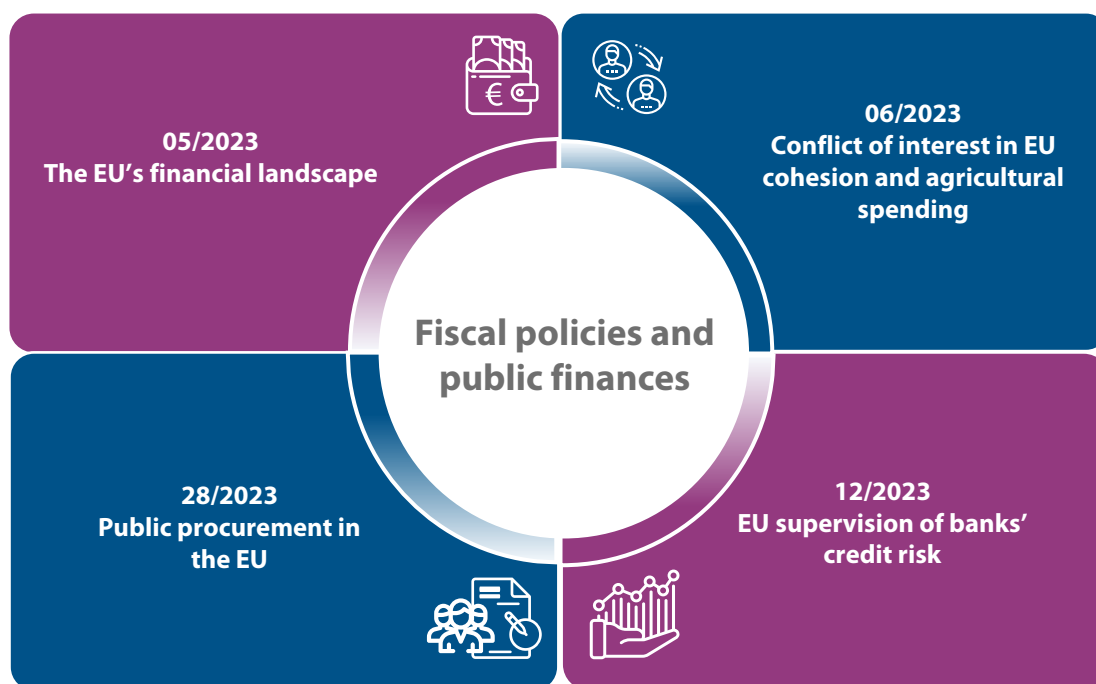 05/2023
The EU’s financial landscape
06/2023
Conflict of interest in EU
cohesion and agricultural
spending
Fiscal policies and
public finances
28/2023
Public procurement in
the EU
12/2023
EU supervision of banks’
credit risk
€